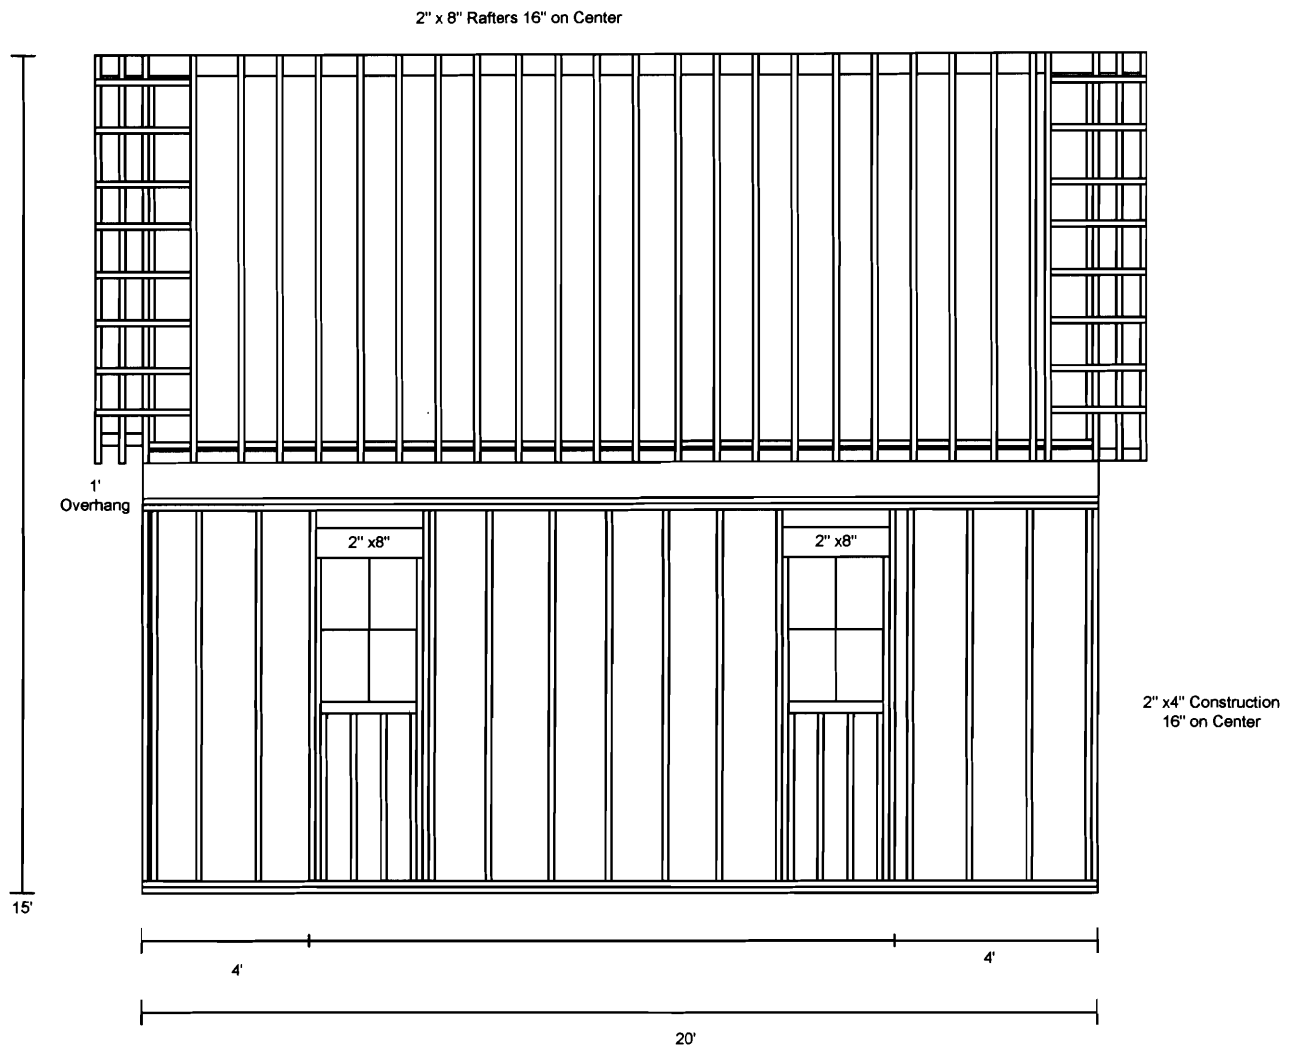 2" x 8" Rafters 16" on Center
1'
Overhang
2" x8"
2" x8"
2" x4" Construction
16" on Center
15'
4'
4'
20'